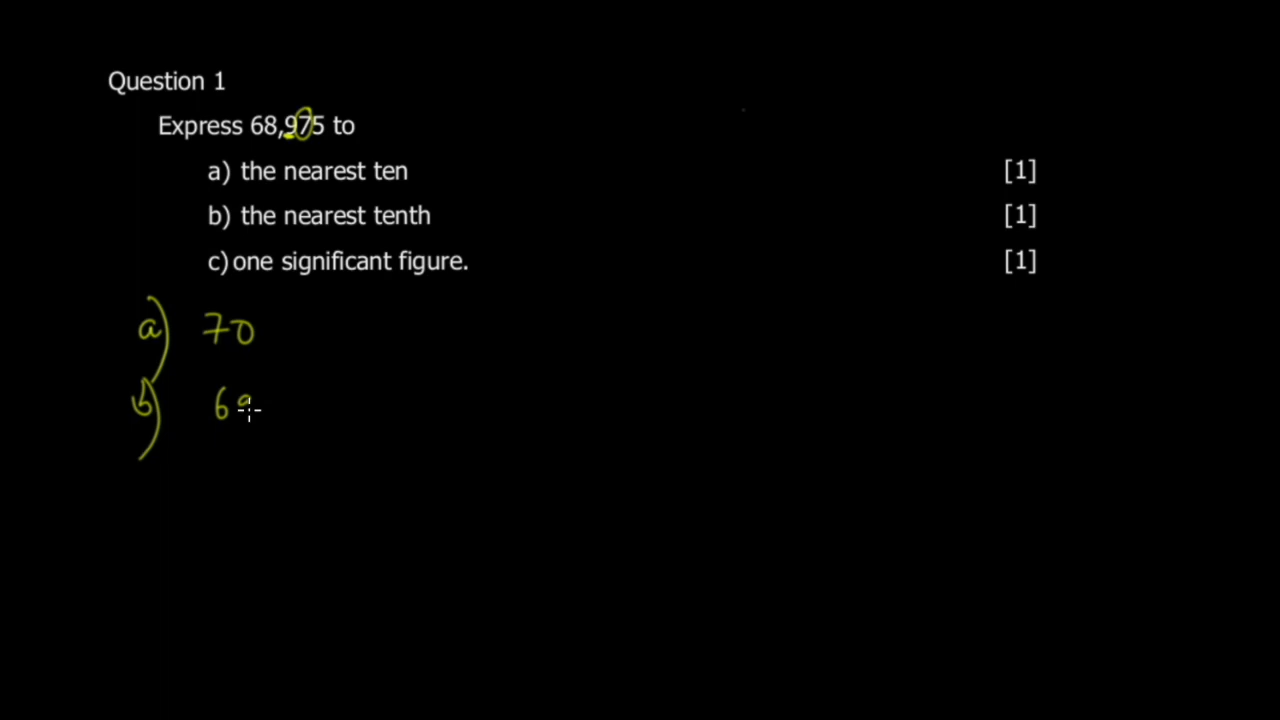 Question 1
Express 68,975 to
a) the nearest ten [1]
b) the nearest tenth [1]
c) one significant figure. [1]
a) 70
b) 69